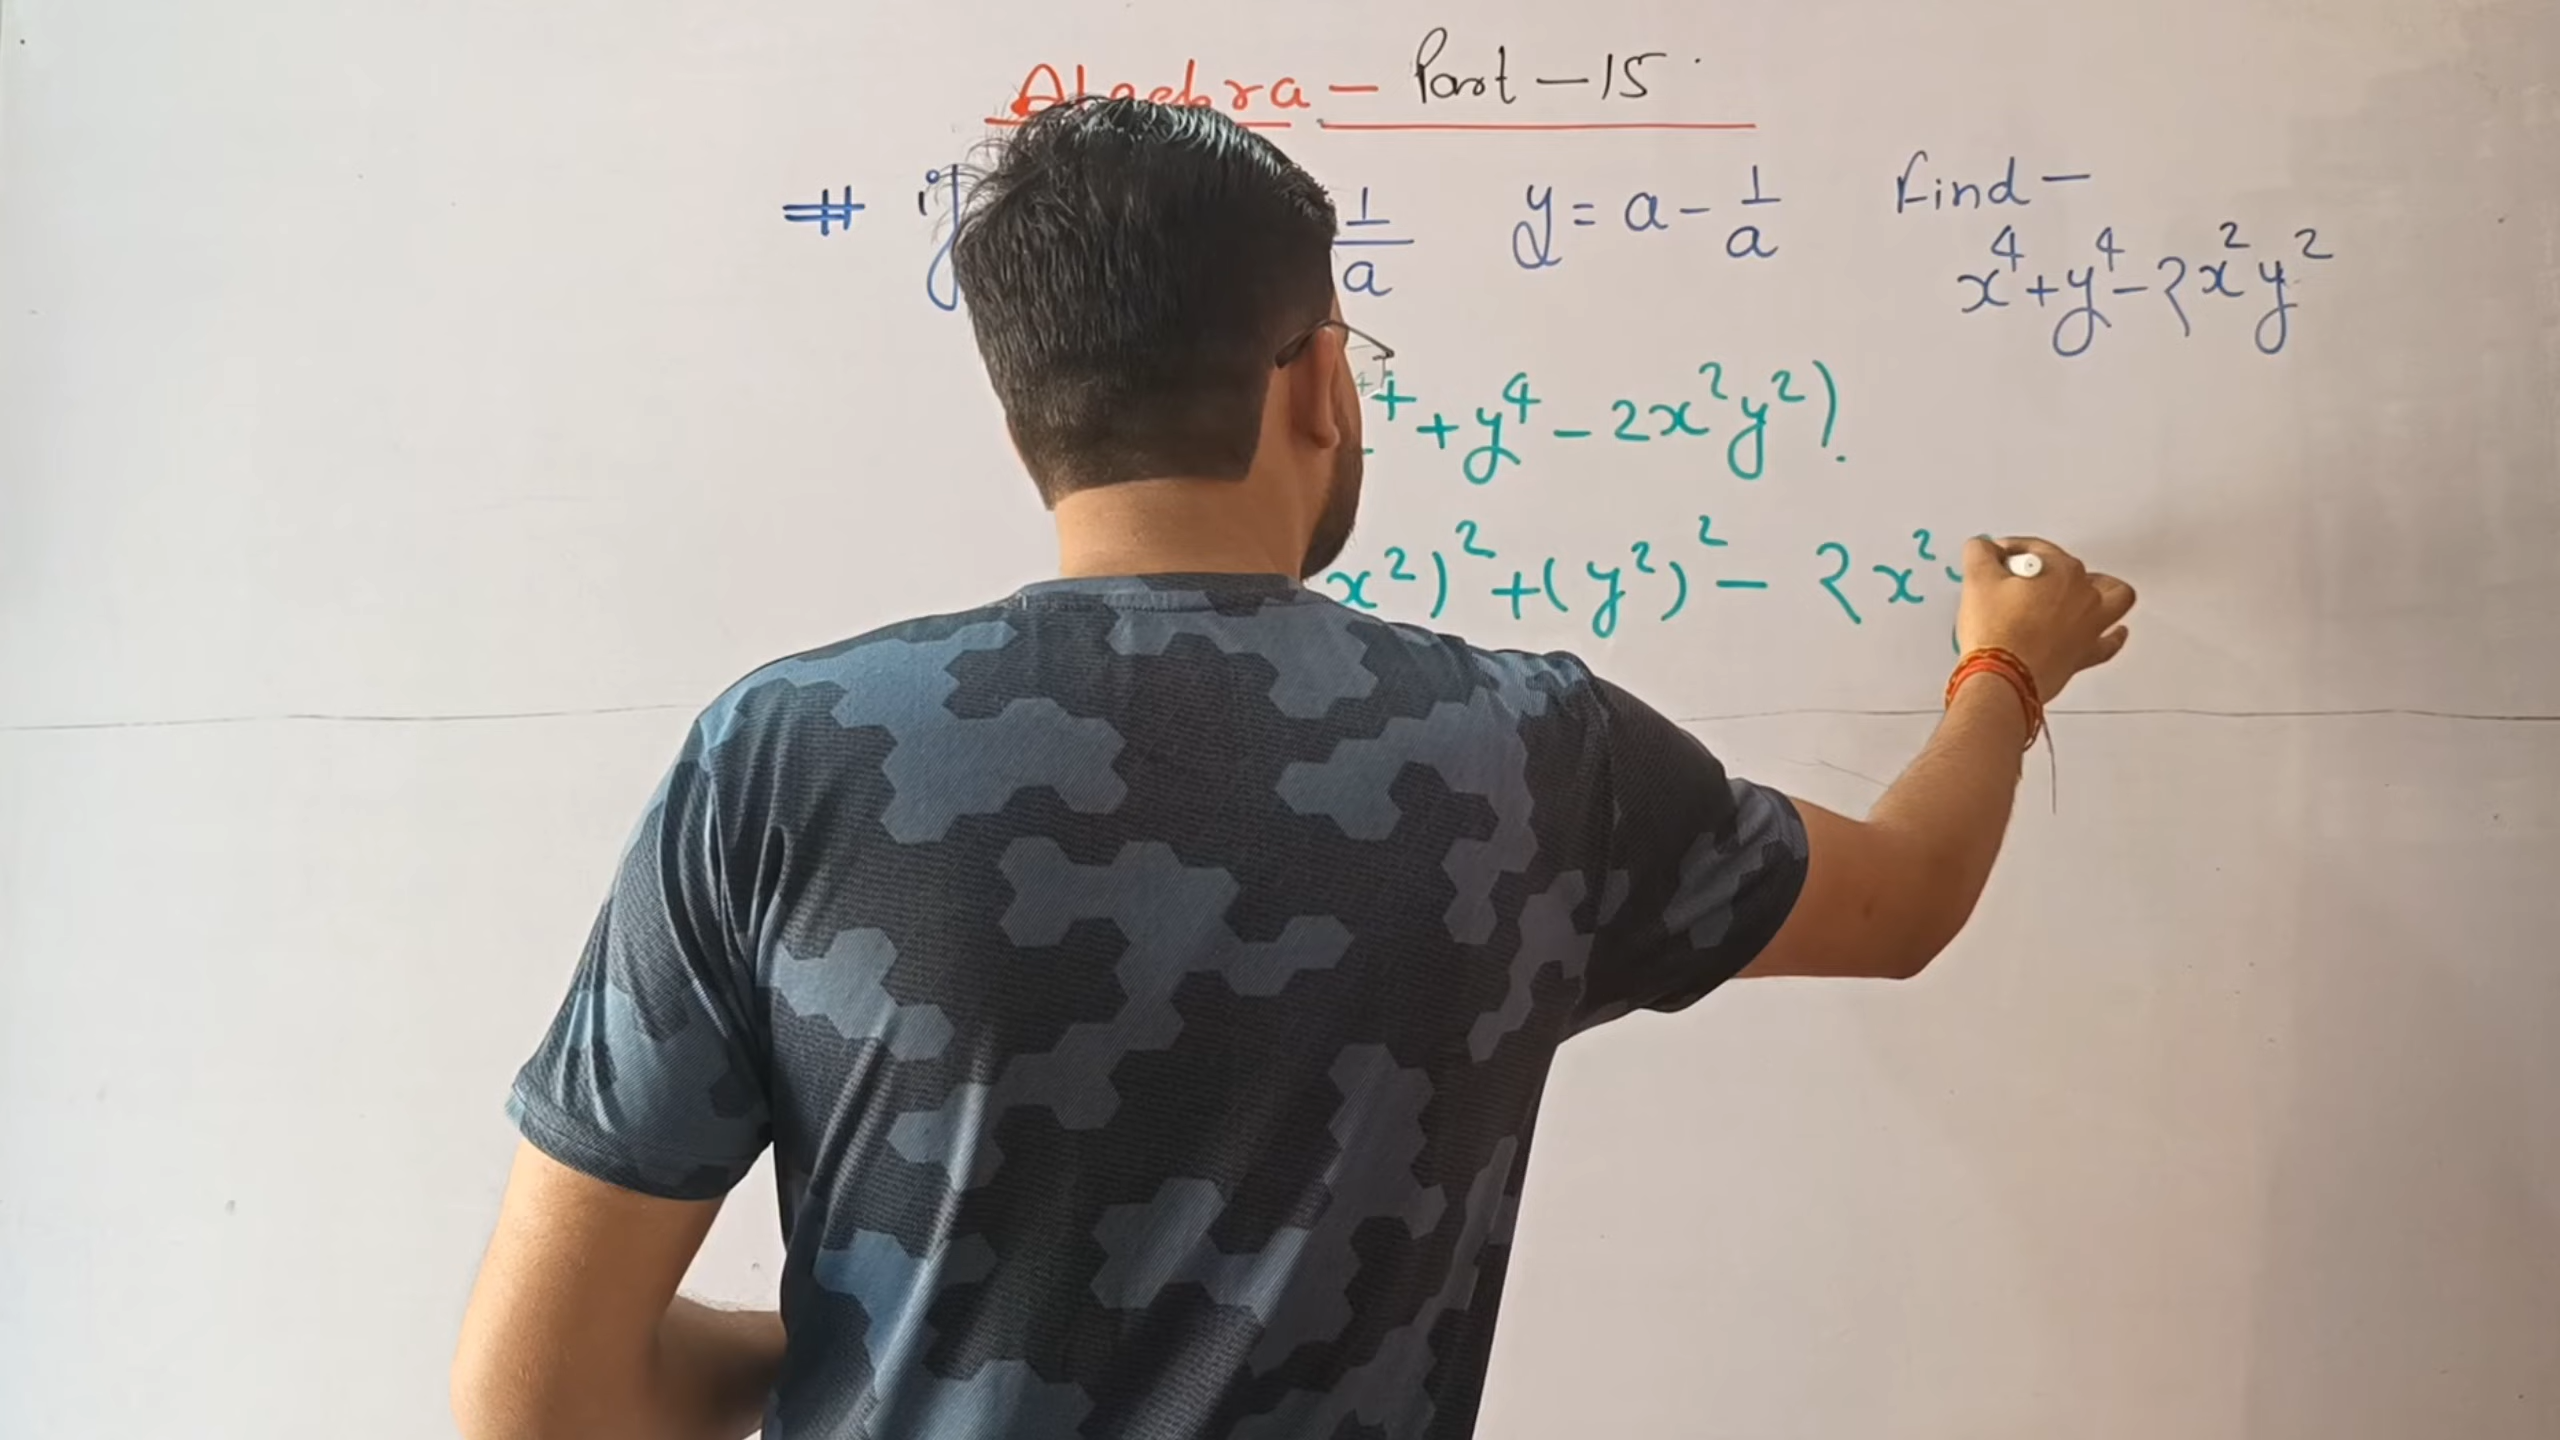 Algebra - Part - 15
# if 1/a y = a - 1/a Find -
x⁴ + y⁴ - 2x²y²
+ y⁴ - 2x²y²)
x²)² + (y²)² - 2x²